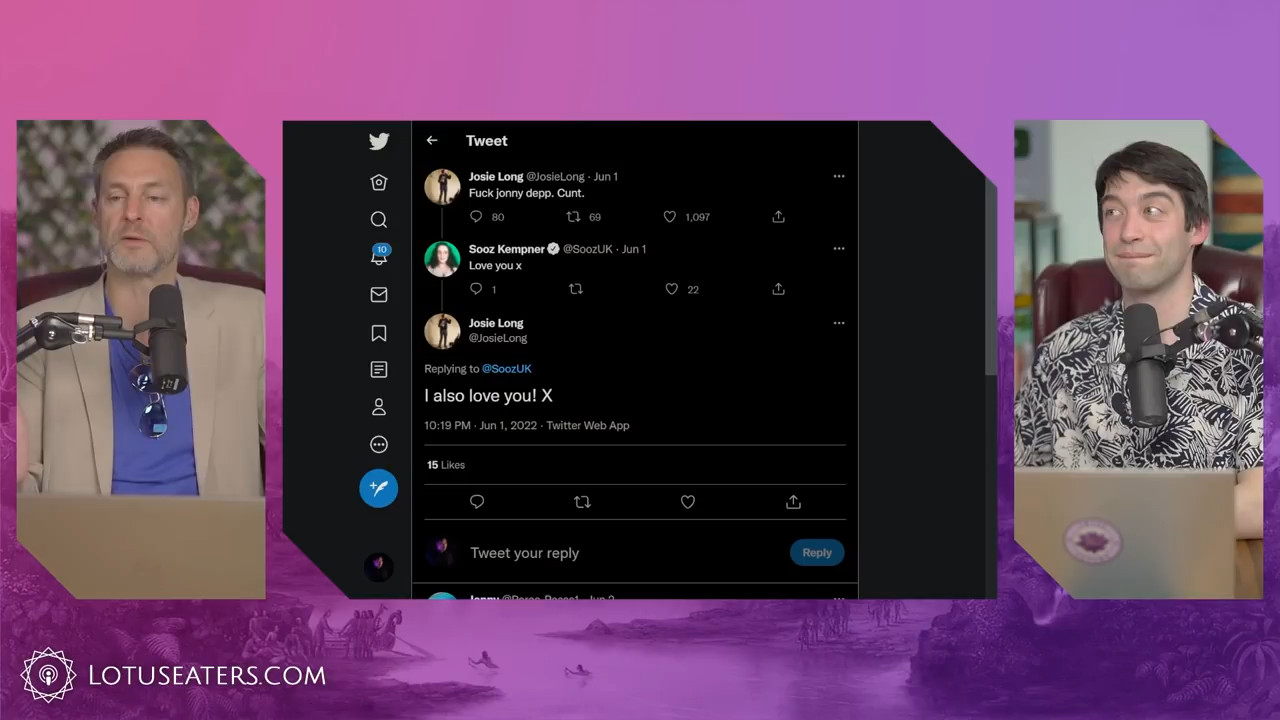 Tweet
Josie Long @JosieLong · Jun 1
Fuck jonny depp. Cunt.
80 69 1,097
Sooz Kempner @SoozUK · Jun 1
Love you x
1 22
10
Josie Long
@JosieLong
Replying to @SoozUK
I also love you! X
10:19 PM · Jun 1, 2022 · Twitter Web App
15 Likes
Tweet your reply
Reply
LOTUSEATERS.COM